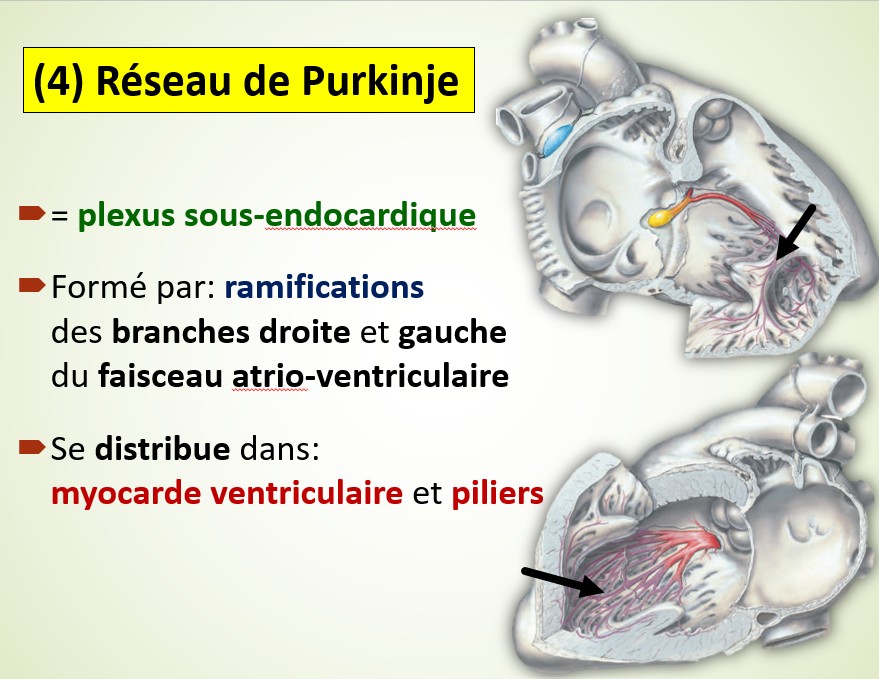 (4) Réseau de Purkinje
= plexus sous-endocardique
Formé par: ramifications
des branches droite et gauche
du faisceau atrio-ventriculaire
Se distribue dans:
myocarde ventriculaire et piliers